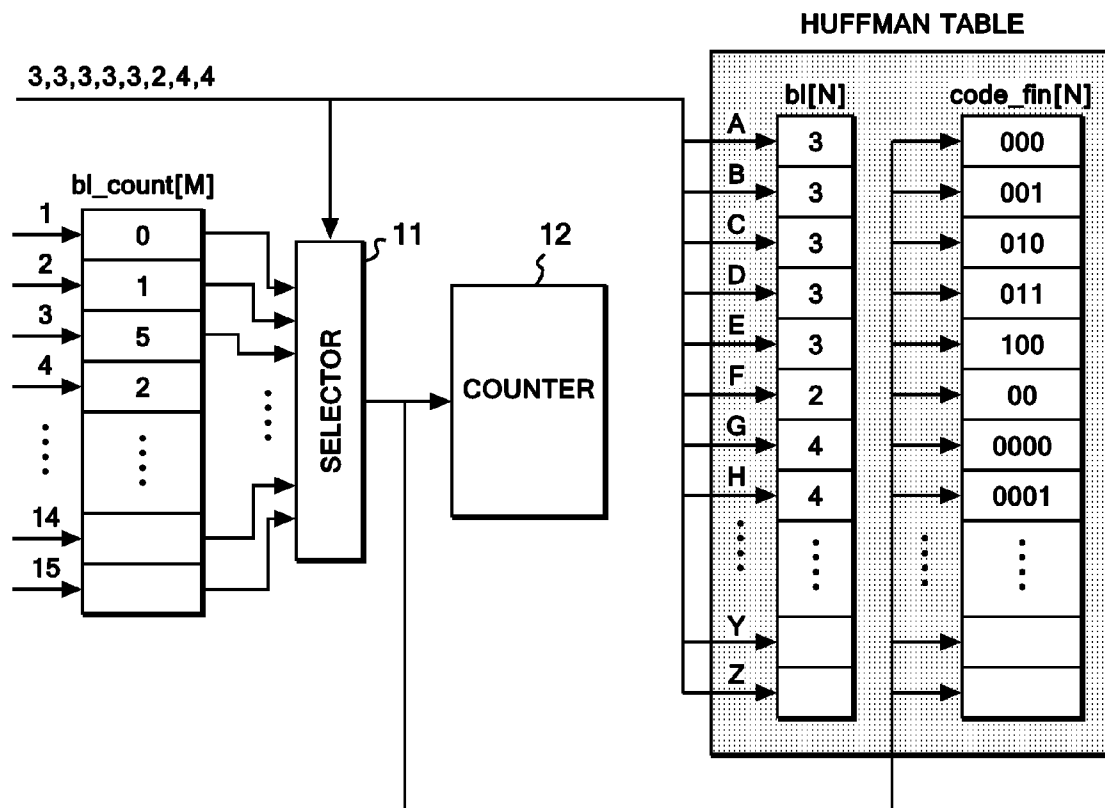 HUFFMAN TABLE
3,3,3,3,3,2,4,4
bl[N]
code_fin[N]
A
3
000
B
3
001
C
3
010
D
3
011
E
3
100
F
2
00
G
4
0000
H
4
0001
Y
Z
bl_count[M]
1
0
2
1
3
5
4
2
14
15
SELECTOR
11
COUNTER
12